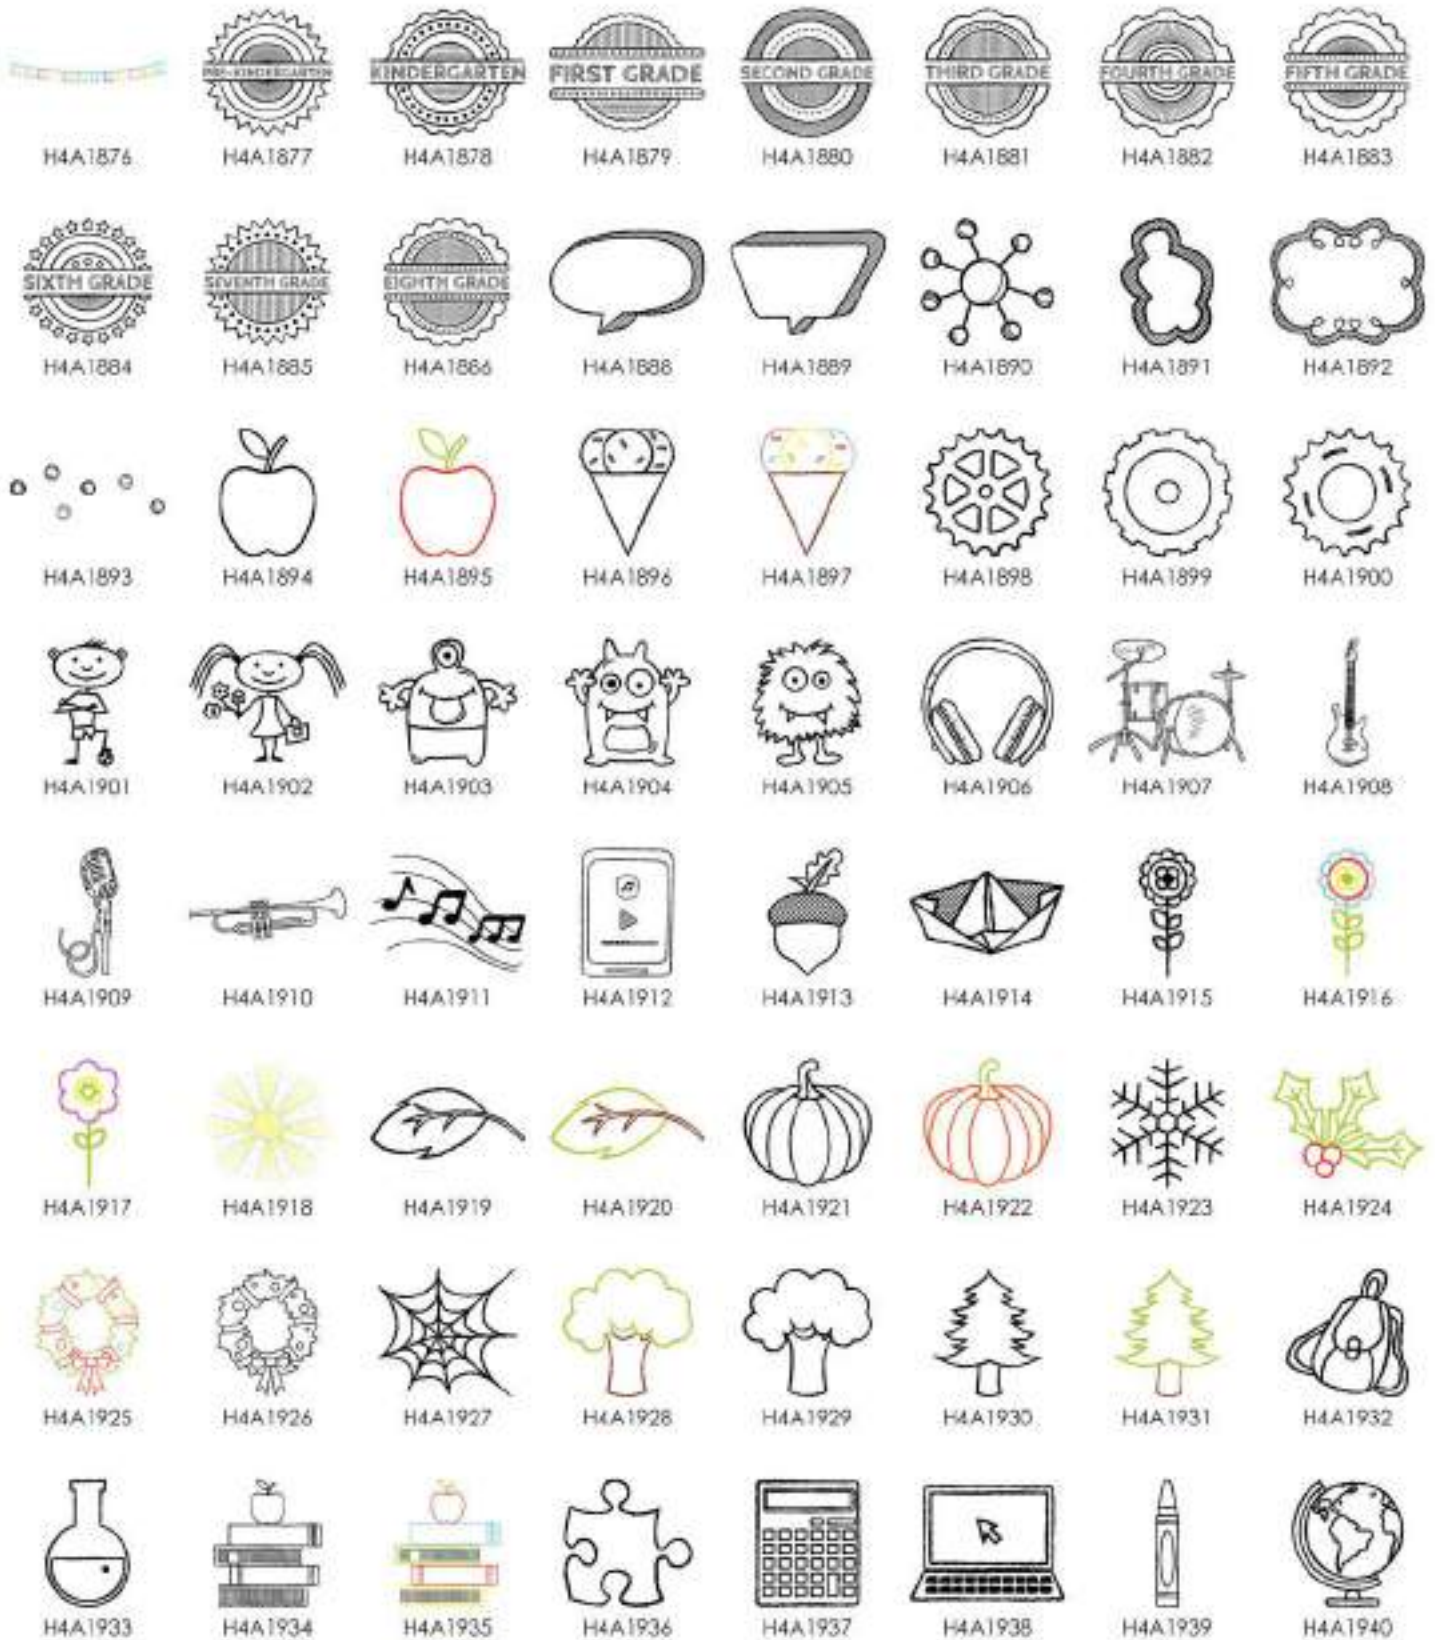 PRE-KINDERGARTEN KINDERGARTEN FIRST GRADE SECOND GRADE THIRD GRADE FOURTH GRADE FIFTH GRADE
H4A1876 H4A1877 H4A1878 H4A1879 H4A1880 H4A1881 H4A1882 H4A1883
SIXTH GRADE SEVENTH GRADE EIGHTH GRADE
H4A1884 H4A1885 H4A1886 H4A1888 H4A1889 H4A1890 H4A1891 H4A1892
H4A1893 H4A1894 H4A1895 H4A1896 H4A1897 H4A1898 H4A1899 H4A1900
H4A1901 H4A1902 H4A1903 H4A1904 H4A1905 H4A1906 H4A1907 H4A1908
H4A1909 H4A1910 H4A1911 H4A1912 H4A1913 H4A1914 H4A1915 H4A1916
H4A1917 H4A1918 H4A1919 H4A1920 H4A1921 H4A1922 H4A1923 H4A1924
H4A1925 H4A1926 H4A1927 H4A1928 H4A1929 H4A1930 H4A1931 H4A1932
H4A1933 H4A1934 H4A1935 H4A1936 H4A1937 H4A1938 H4A1939 H4A1940